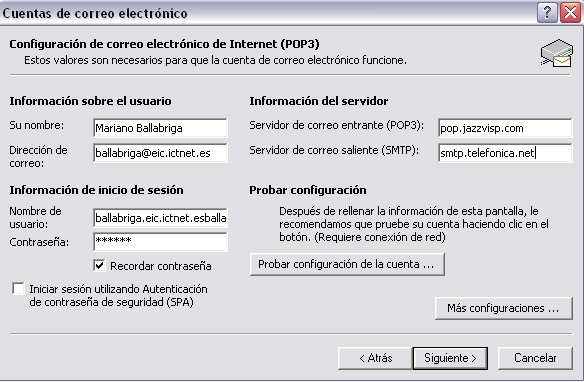 Cuentas de correo electrónico
Configuración de correo electrónico de Internet (POP3)
Estos valores son necesarios para que la cuenta de correo electrónico funcione.
Información sobre el usuario
Su nombre:
Mariano Ballabriga
Dirección de
correo:
ballabriga@eic.ictnet.es
Información del servidor
Servidor de correo entrante (POP3):
pop.jazzvisp.com
Servidor de correo saliente (SMTP):
smtp.telefonica.net
Información de inicio de sesión
Nombre de
usuario:
ballabriga.eic.ictnet.esballa
Contraseña:
******
Recordar contraseña
Iniciar sesión utilizando Autenticación
de contraseña de seguridad (SPA)
Probar configuración
Después de rellenar la información de esta pantalla, le
recomendamos que pruebe su cuenta haciendo clic en el
botón. (Requiere conexión de red)
Probar configuración de la cuenta ...
Más configuraciones ...
< Atrás
Siguiente >
Cancelar